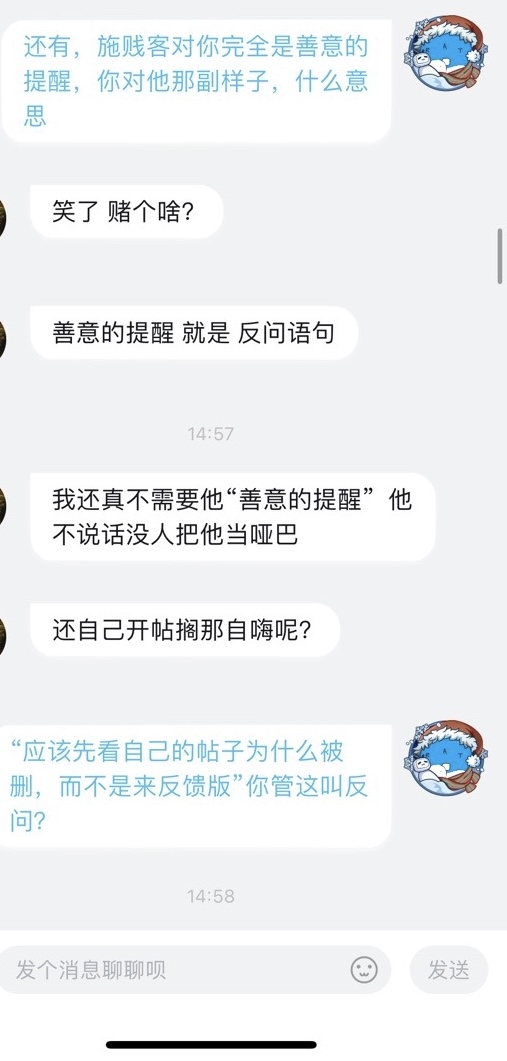 还有，施贱客对你完全是善意的
提醒，你对他那副样子，什么意
思
笑了 赌个啥？
善意的提醒 就是 反问语句
14:57
我还真不需要他“善意的提醒” 他
不说话没人把他当哑巴
还自己开帖搁那自嗨呢？
“应该先看自己的帖子为什么被
删，而不是来反馈版”你管这叫反
问？
14:58
发个消息聊聊呗
发送